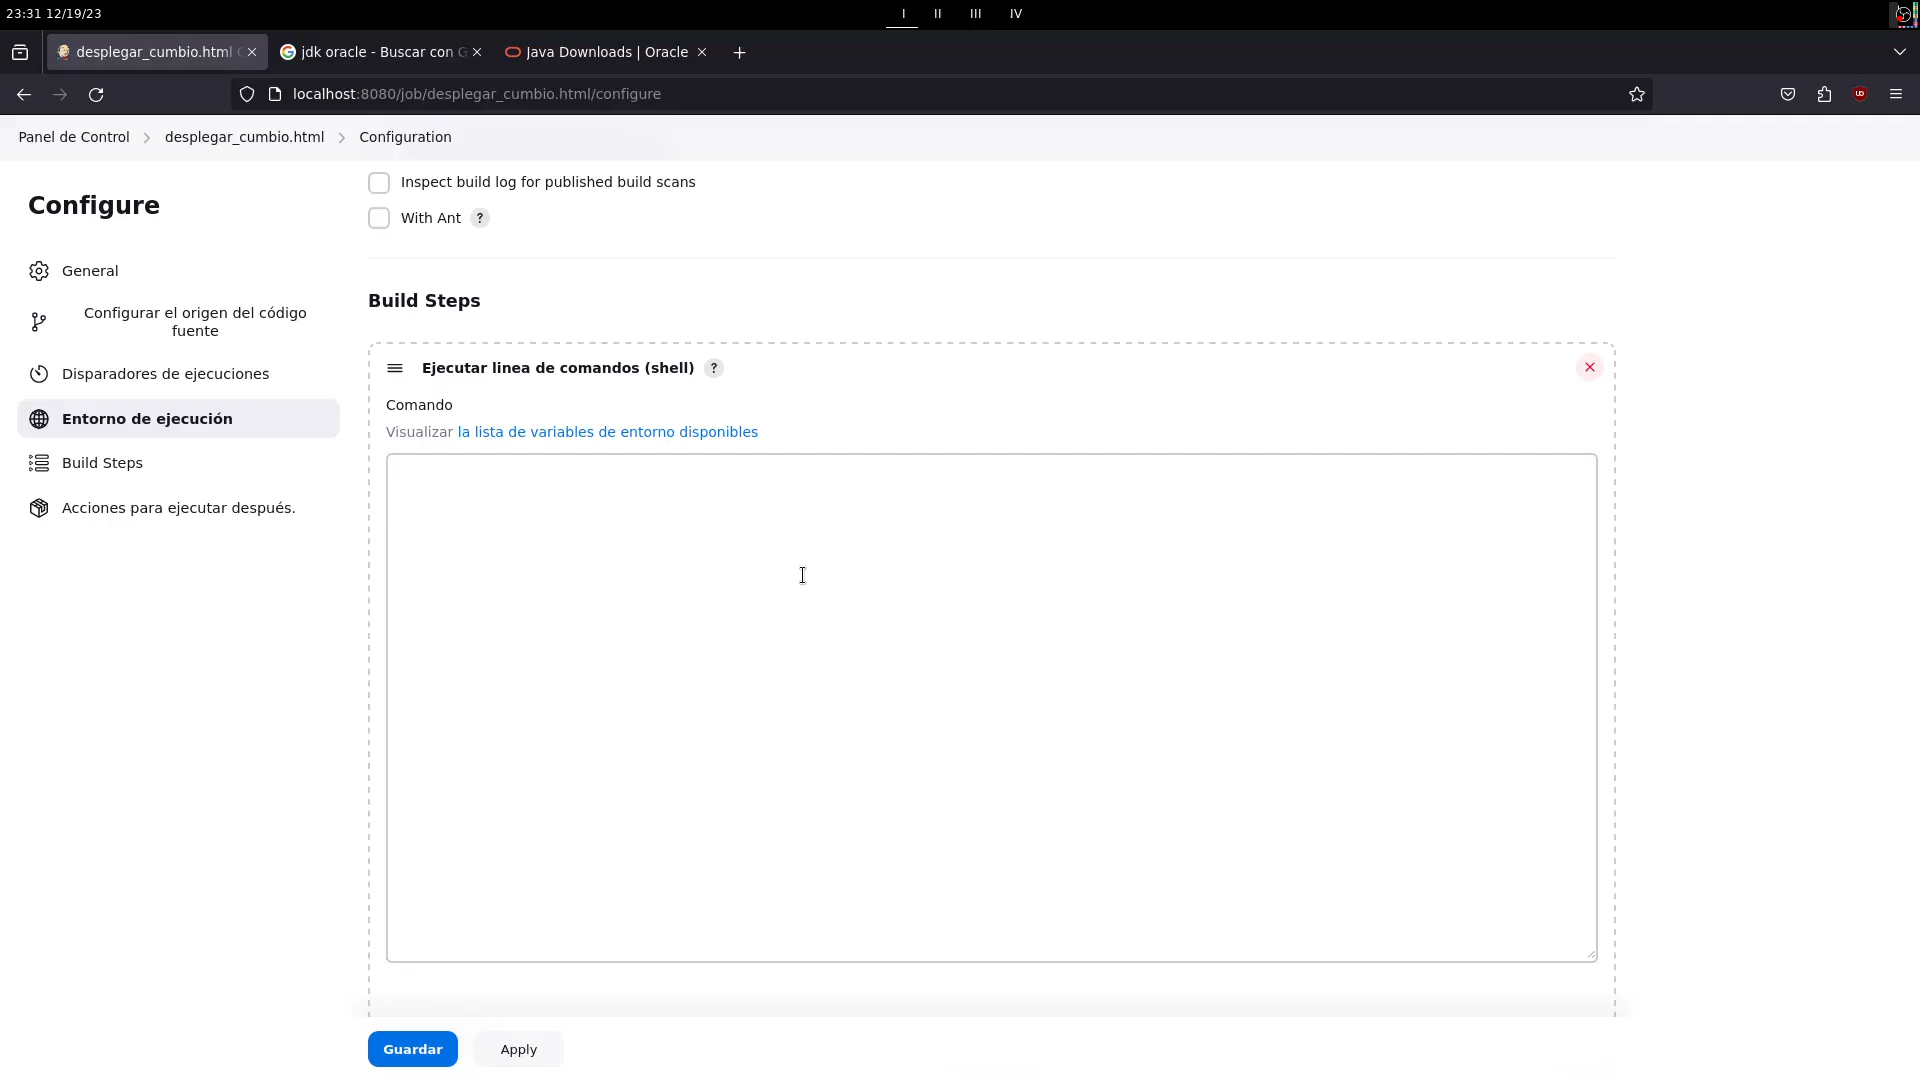 23:31 12/19/23
I II III IV
desplegar_cumbio.html
jdk oracle - Buscar con G
Java Downloads | Oracle
localhost:8080/job/desplegar_cumbio.html/configure
Panel de Control > desplegar_cumbio.html > Configuration
Configure
General
Configurar el origen del código
fuente
Disparadores de ejecuciones
Entorno de ejecución
Build Steps
Acciones para ejecutar después.
Inspect build log for published build scans
With Ant ?
Build Steps
Ejecutar linea de comandos (shell) ?
Comando
Visualizar la lista de variables de entorno disponibles
Guardar
Apply